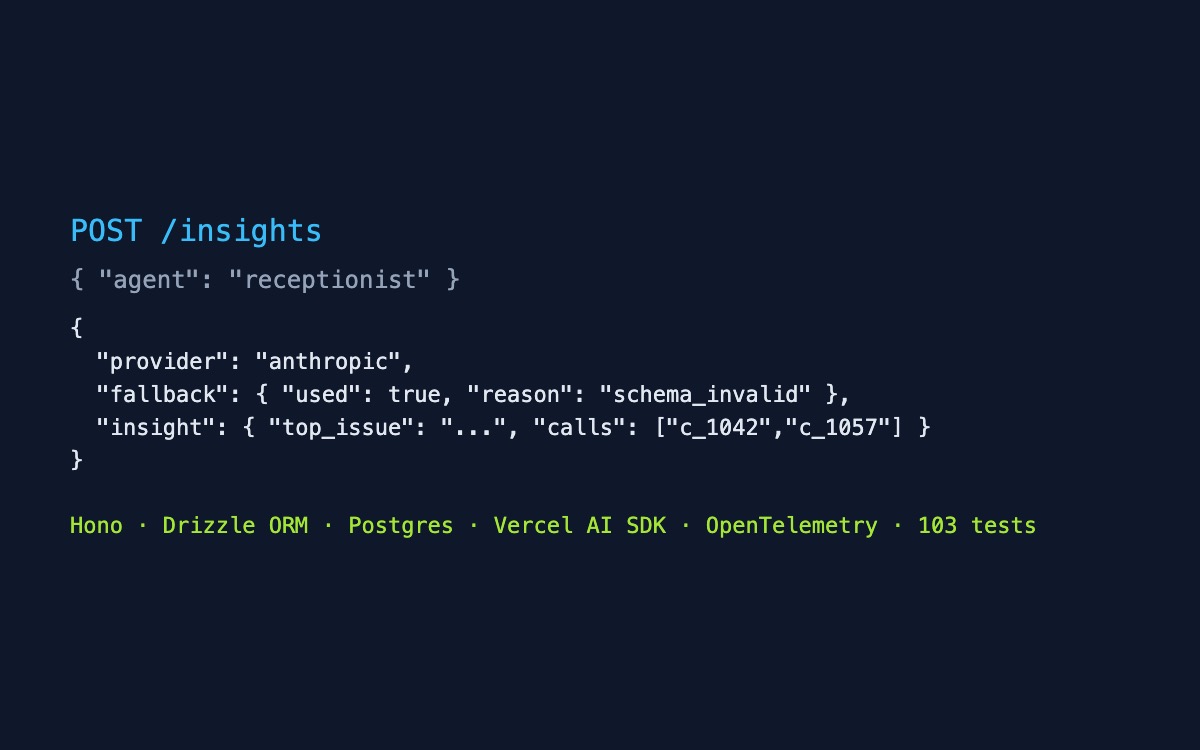 POST /insights
{ "agent": "receptionist" }
{
  "provider": "anthropic",
  "fallback": { "used": true, "reason": "schema_invalid" },
  "insight": { "top_issue": "...", "calls": ["c_1042","c_1057"] }
}
Hono · Drizzle ORM · Postgres · Vercel AI SDK · OpenTelemetry · 103 tests